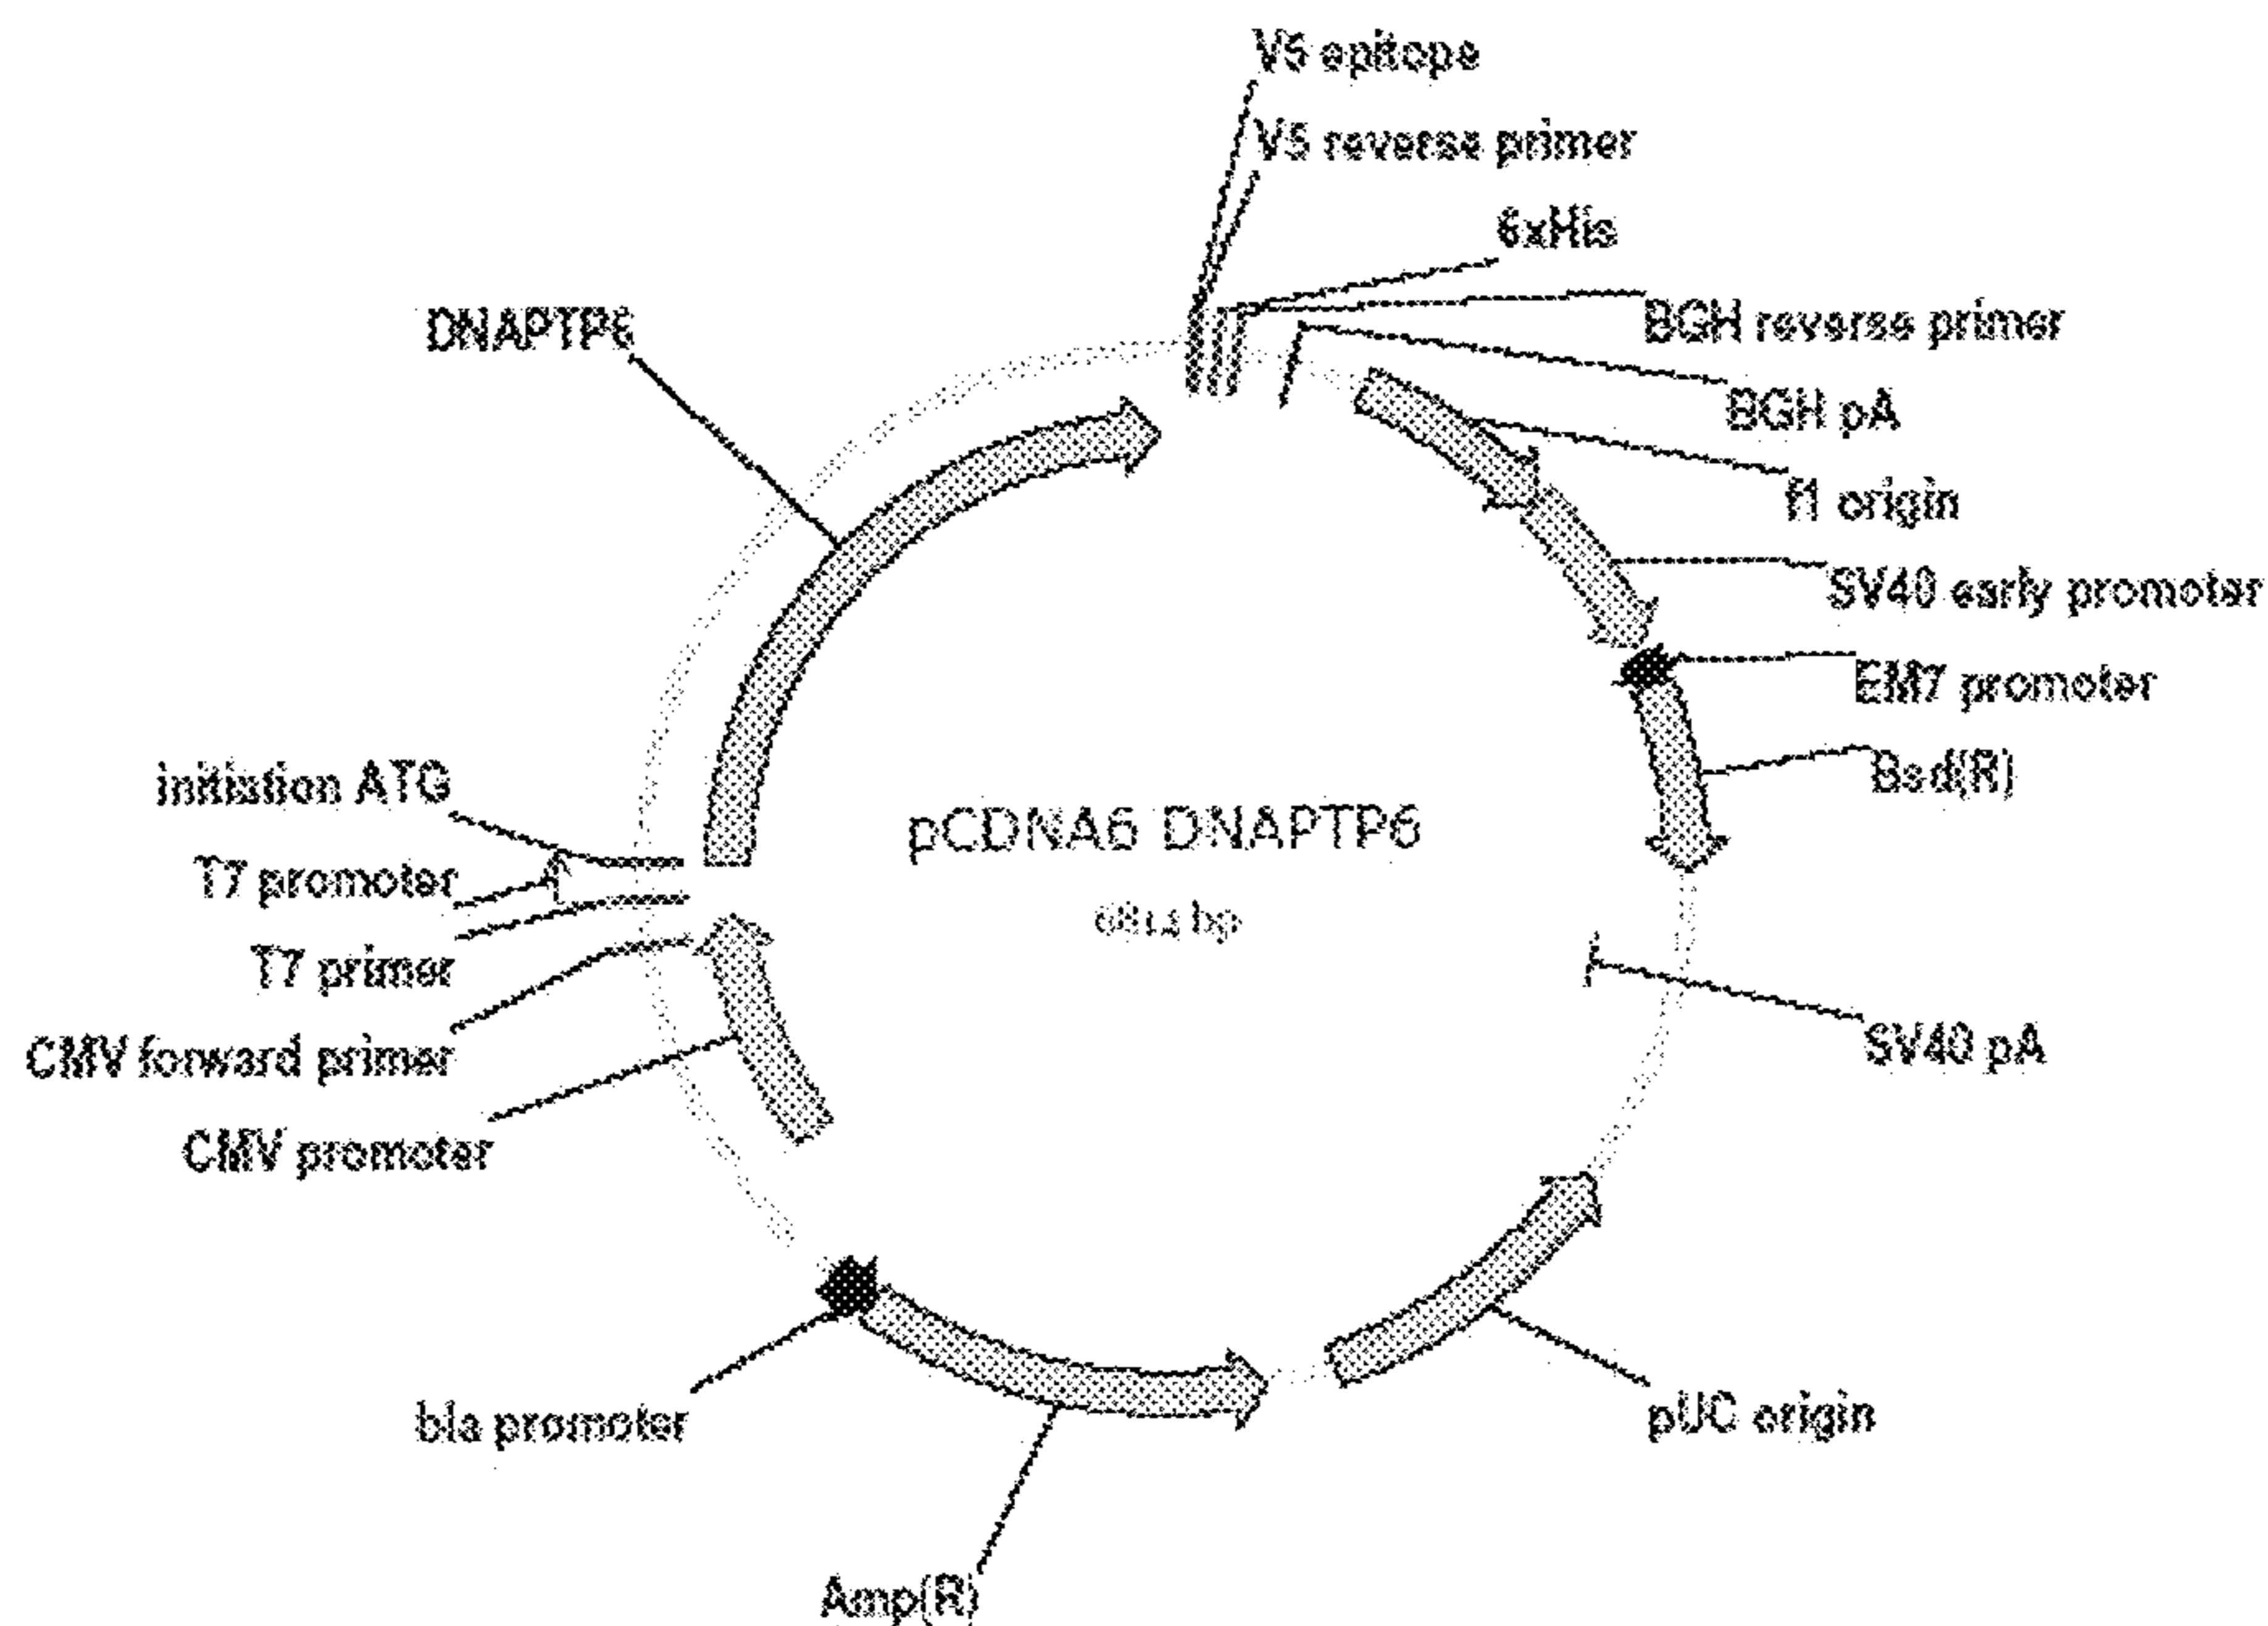 V5 epitope
V5 reverse primer
6xHis
BGH reverse primer
BGH pA
f1 origin
SV40 early promoter
EM7 promoter
Bsd(R)
SV40 pA
pUC origin
Amp(R)
bla promoter
CMV promoter
CMV forward primer
T7 primer
T7 promoter
initiation ATG
DNAPTP6
pCDNA6 DNAPTP6
bp